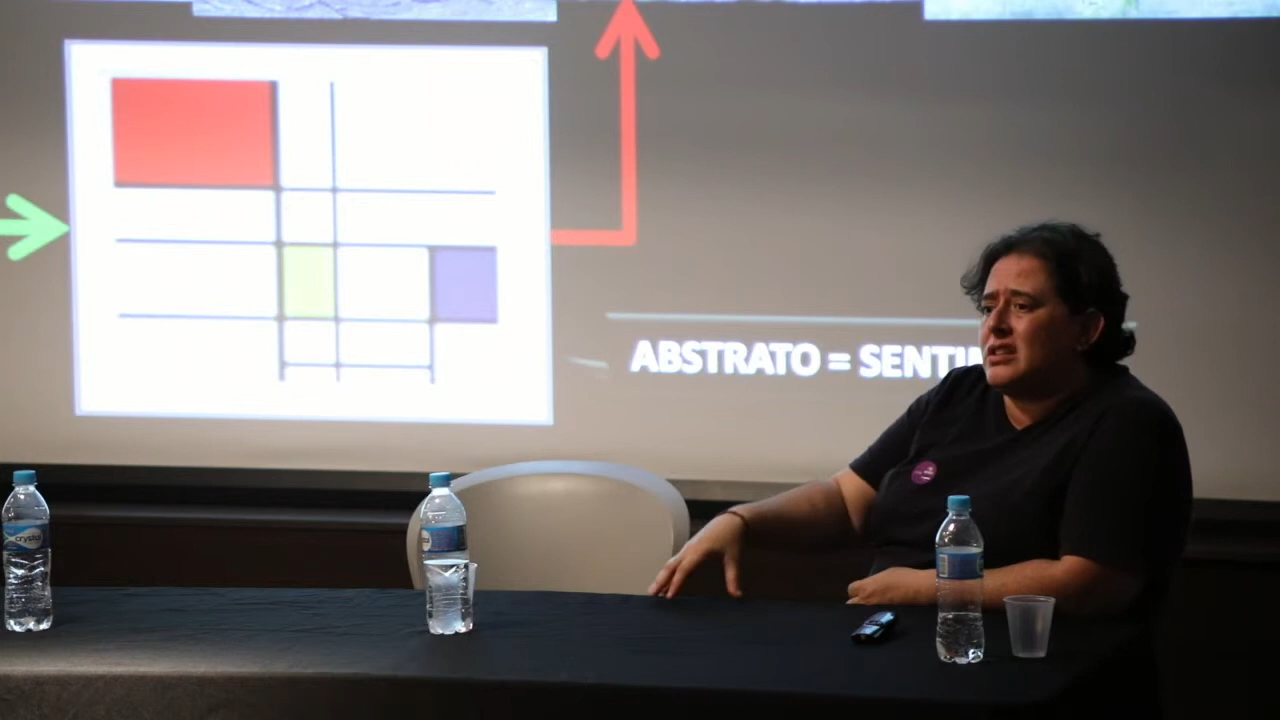 ABSTRATO = SENTI
crystal